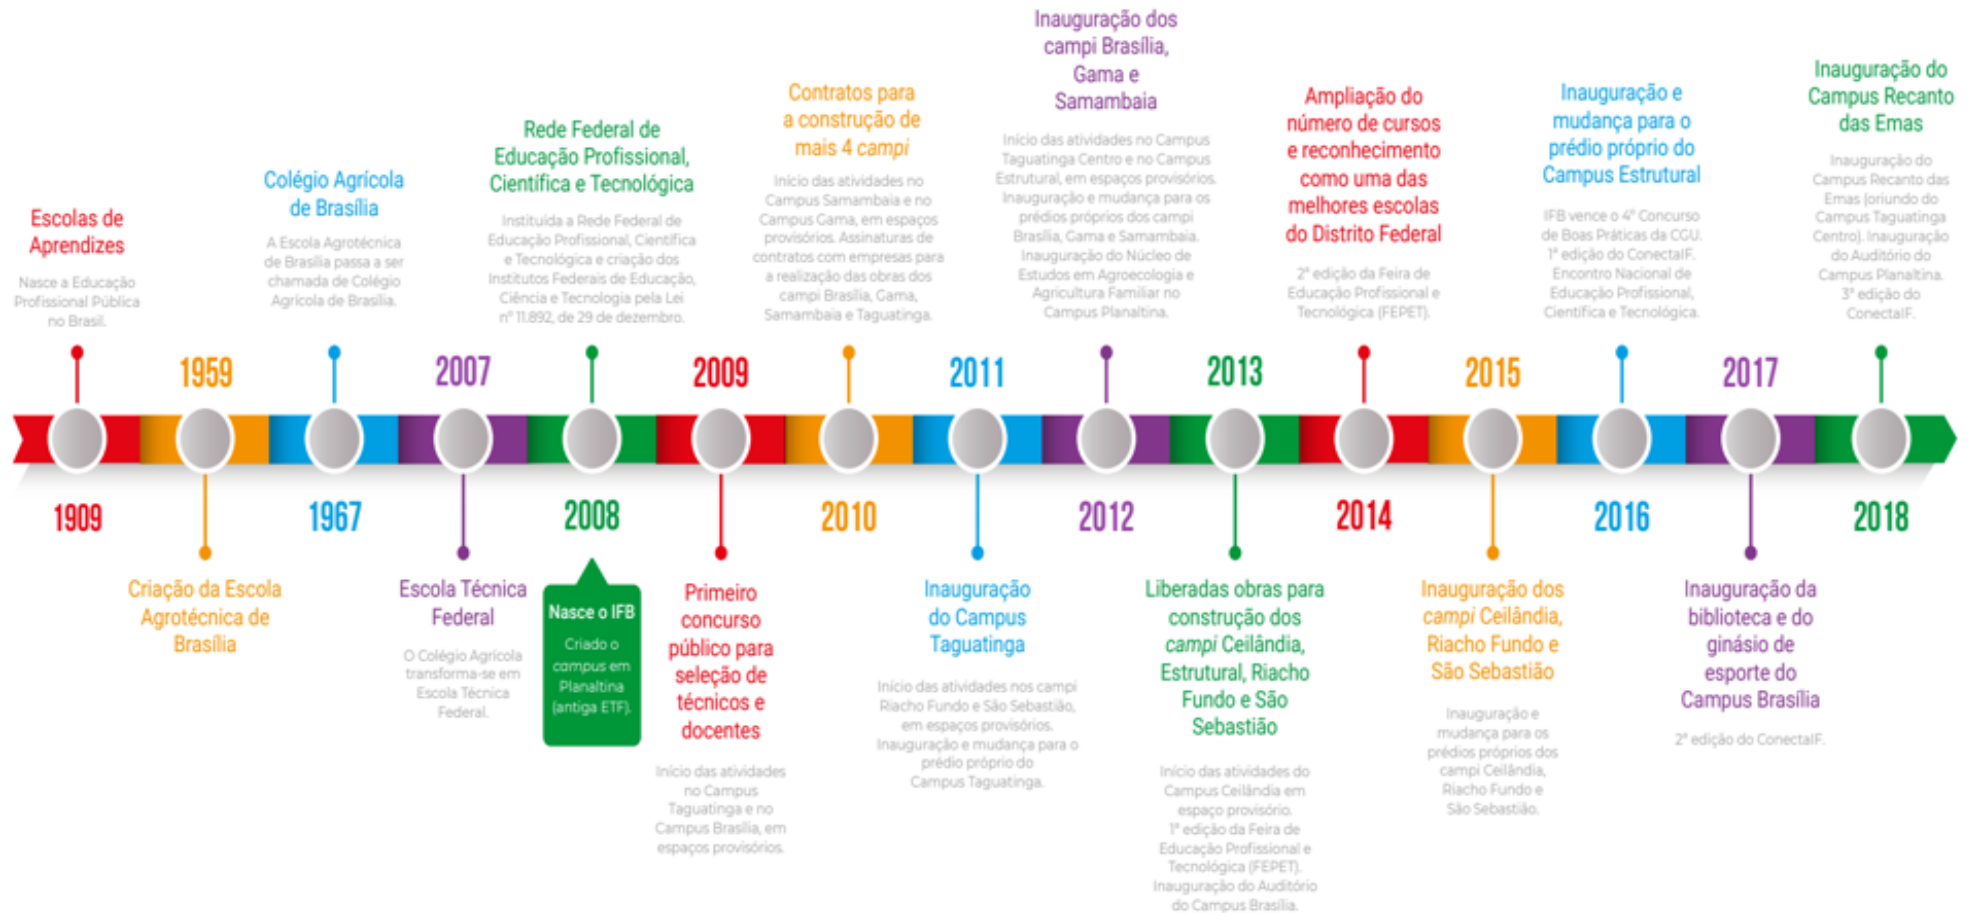 1909
Escolas de
Aprendizes
Nasce a Educação
Profissional Pública
no Brasil.
1959
Criação da Escola
Agrotécnica de
Brasília
1967
Colégio Agrícola
de Brasília
A Escola Agrotécnica
de Brasília passa a ser
chamada de Colégio
Agrícola de Brasília.
2007
Escola Técnica
Federal
O Colégio Agrícola
transforma-se em
Escola Técnica
Federal.
2008
Rede Federal de
Educação Profissional,
Científica e Tecnológica
Instituída a Rede Federal de
Educação Profissional, Científica
e Tecnológica e criação dos
Institutos Federais de Educação,
Ciência e Tecnologia pela Lei
nº 11.892, de 29 de dezembro.
Nasce o IFB
Criado o
campus em
Planaltina
(antiga ETF).
2009
Primeiro
concurso
público para
seleção de
técnicos e
docentes
Início das atividades
no Campus
Taguatinga e no
Campus Brasília, em
espaços provisórios.
2010
Contratos para
a construção de
mais 4 campi
Início das atividades no
Campus Samambaia e no
Campus Gama, em espaços
provisórios. Assinaturas de
contratos com empresas para
a realização das obras dos
campi Brasília, Gama,
Samambaia e Taguatinga.
2011
Inauguração
do Campus
Taguatinga
Início das atividades nos campi
Riacho Fundo e São Sebastião,
em espaços provisórios.
Inauguração e mudança para o
prédio próprio do
Campus Taguatinga.
2012
Inauguração dos
campi Brasília,
Gama e
Samambaia
Início das atividades no Campus
Taguatinga Centro e no Campus
Estrutural, em espaços provisórios.
Inauguração e mudança para os
prédios próprios dos campi
Brasília, Gama e Samambaia.
Inauguração do Núcleo de
Estudos em Agroecologia e
Agricultura Familiar no
Campus Planaltina.
2013
Liberadas obras para
construção dos
campi Ceilândia,
Estrutural, Riacho
Fundo e São
Sebastião
Início das atividades do
Campus Ceilândia em
espaço provisório.
1ª edição da Feira de
Educação Profissional e
Tecnológica (FEPET).
Inauguração do Auditório
do Campus Brasília.
2014
Ampliação do
número de cursos
e reconhecimento
como uma das
melhores escolas
do Distrito Federal
2ª edição da Feira de
Educação Profissional e
Tecnológica (FEPET).
2015
Inauguração dos
campi Ceilândia,
Riacho Fundo e
São Sebastião
Inauguração e
mudança para os
prédios próprios dos
campi Ceilândia,
Riacho Fundo e
São Sebastião.
2016
Inauguração e
mudança para o
prédio próprio do
Campus Estrutural
IFB vence o 4º Concurso
de Boas Práticas da CGU.
1ª edição do ConectaIF.
Encontro Nacional de
Educação Profissional,
Científica e Tecnológica.
2017
Inauguração da
biblioteca e do
ginásio de
esporte do
Campus Brasília
2ª edição do ConectaIF.
2018
Inauguração do
Campus Recanto
das Emas
Inauguração do
Campus Recanto das
Emas (oriundo do
Campus Taguatinga
Centro). Inauguração
do Auditório do
Campus Planaltina.
3ª edição do
ConectaIF.